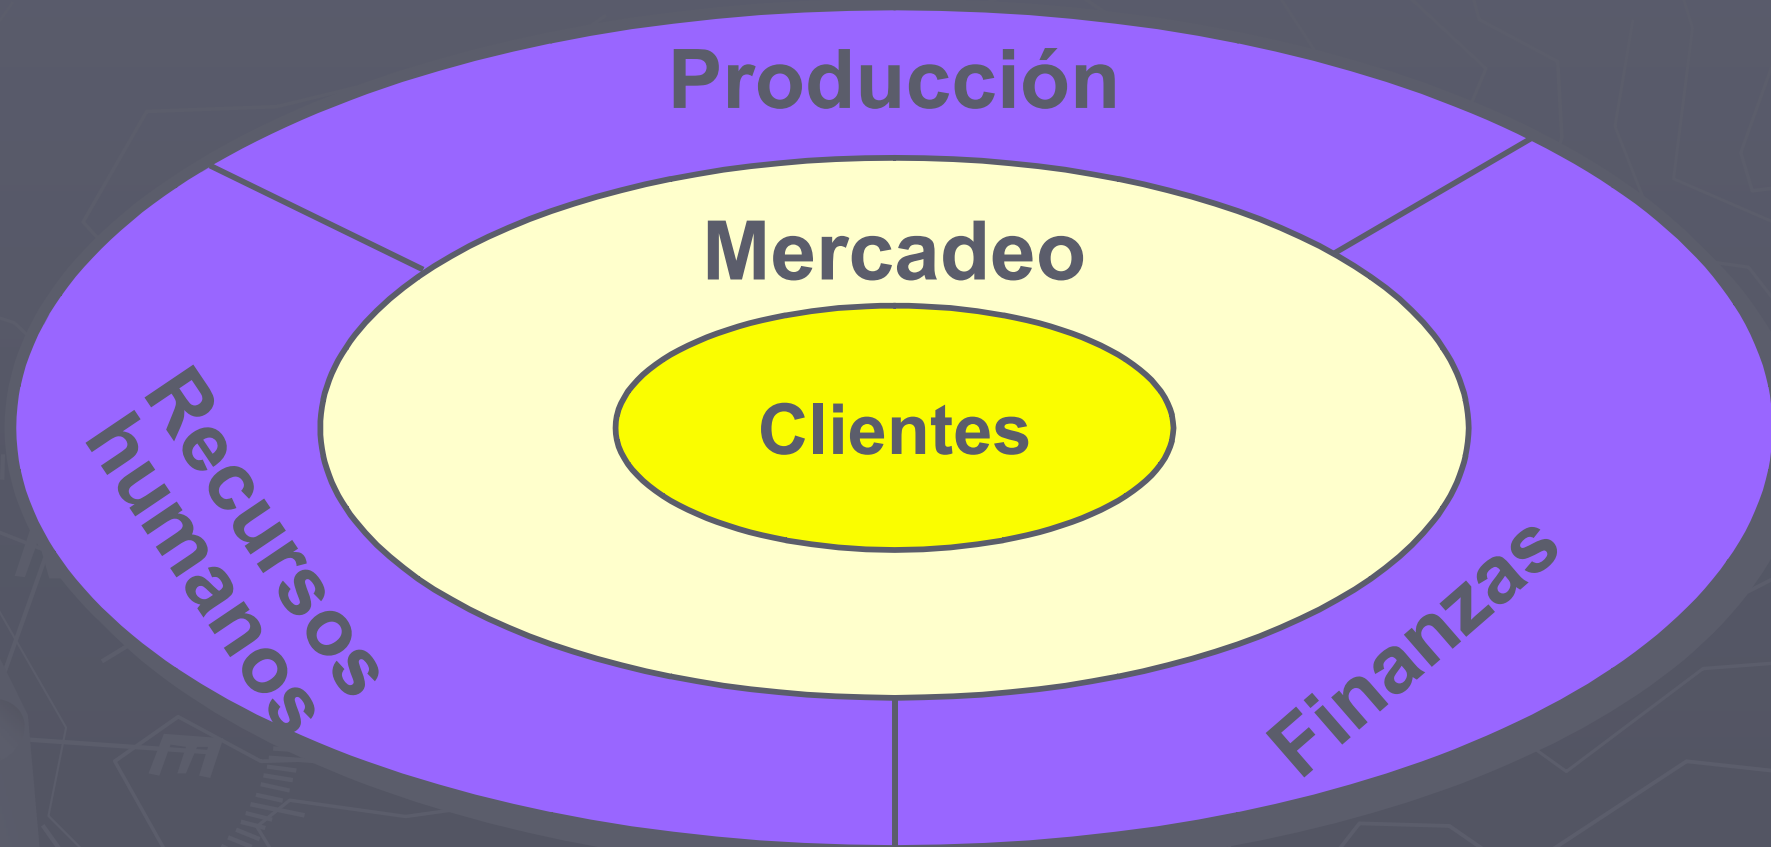 Producción
Mercadeo
Clientes
Recursos
humanos
Finanzas